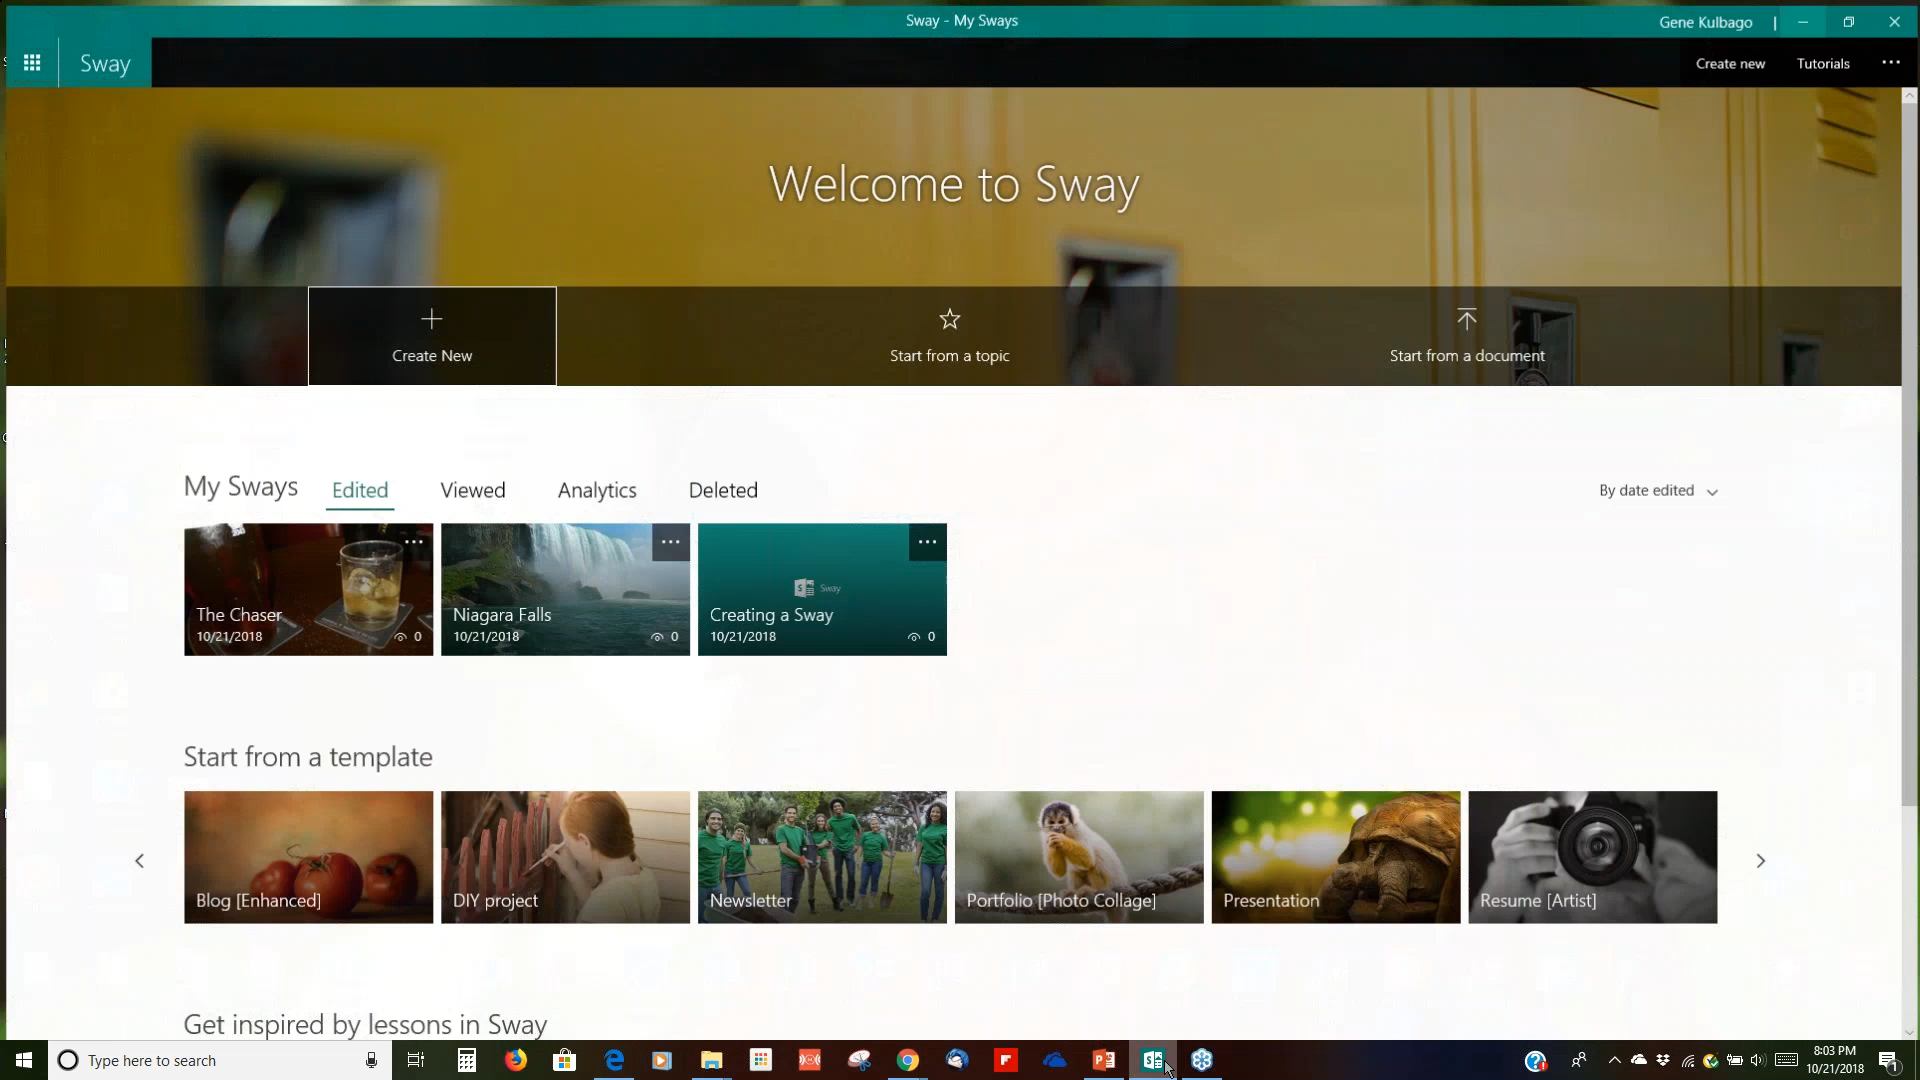 Sway - My Sways
Gene Kulbago
Sway
Create new
Tutorials
Welcome to Sway
Create New
Start from a topic
Start from a document
My Sways
Edited
Viewed
Analytics
Deleted
By date edited
The Chaser
10/21/2018
0
Niagara Falls
10/21/2018
0
Sway
Creating a Sway
10/21/2018
0
Start from a template
Blog [Enhanced]
DIY project
Newsletter
Portfolio [Photo Collage]
Presentation
Resume [Artist]
Get inspired by lessons in Sway
Type here to search
8:03 PM
10/21/2018
1